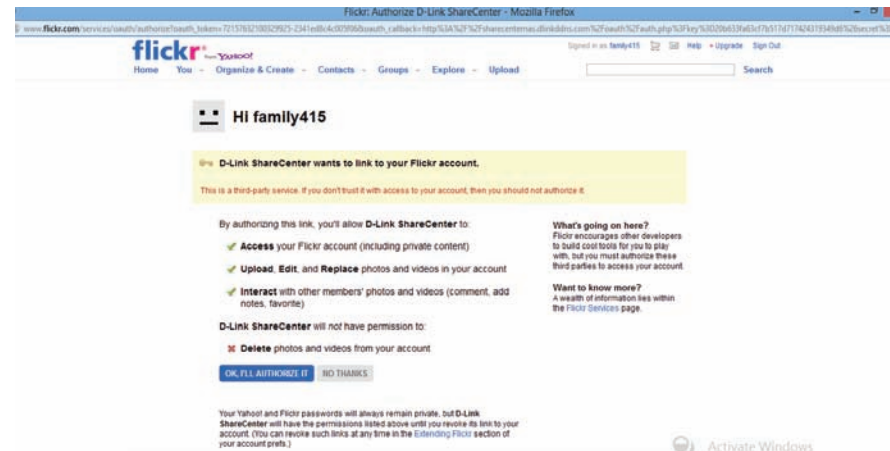 Flickr: Authorize D-Link ShareCenter - Mozilla Firefox
www.flickr.com/services/oauth/authorize?oauth_token=
flickr from YAHOO!
Signed in as family415 Help Upgrade Sign Out
Home You Organize & Create Contacts Groups Explore Upload Search
Hi family415
D-Link ShareCenter wants to link to your Flickr account.
This is a third-party service. If you don't trust it with access to your account, then you should not authorize it.
By authorizing this link, you'll allow D-Link ShareCenter to:
Access your Flickr account (including private content)
Upload, Edit, and Replace photos and videos in your account
Interact with other members' photos and videos (comment, add
notes, favorite)
D-Link ShareCenter will not have permission to:
Delete photos and videos from your account
OK, I'LL AUTHORIZE IT NO THANKS
Your Yahoo! and Flickr passwords will always remain private, but D-Link
ShareCenter will have the permissions listed above until you revoke its link to your
account. (You can revoke such links at any time in the Extending Flickr section of
your account prefs.)
What's going on here?
Flickr encourages other developers
to build cool tools for you to play
with, but you must authorize these
third parties to access your account.
Want to know more?
A wealth of information lies within
the Flickr Services page.
Activate Windows